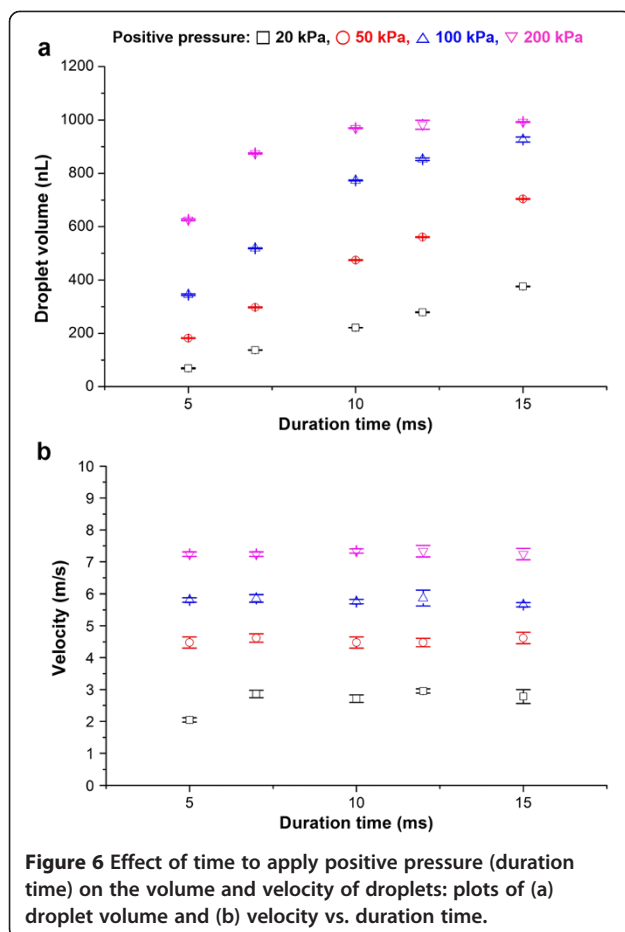 Positive pressure: □ 20 kPa, ○ 50 kPa, △ 100 kPa, ▽ 200 kPa
a
1200
1000
800
600
400
200
0
Droplet volume (nL)
5 10 15
Duration time (ms)
b
10
9
8
7
6
5
4
3
2
1
0
Velocity (m/s)
5 10 15
Duration time (ms)
Figure 6 Effect of time to apply positive pressure (duration
time) on the volume and velocity of droplets: plots of (a)
droplet volume and (b) velocity vs. duration time.